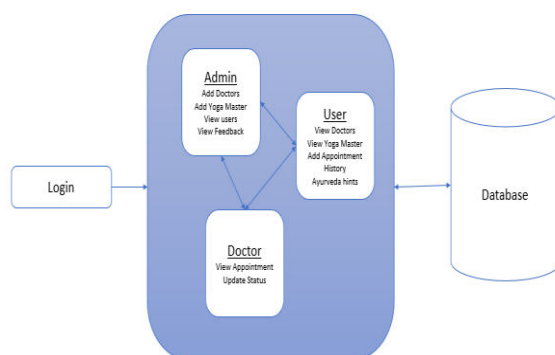 Login
Admin
Add Doctors
Add Yoga Master
View users
View Feedback
User
View Doctors
View Yoga Master
Add Appointment
History
Ayurveda hints
Doctor
View Appointment
Update Status
Database